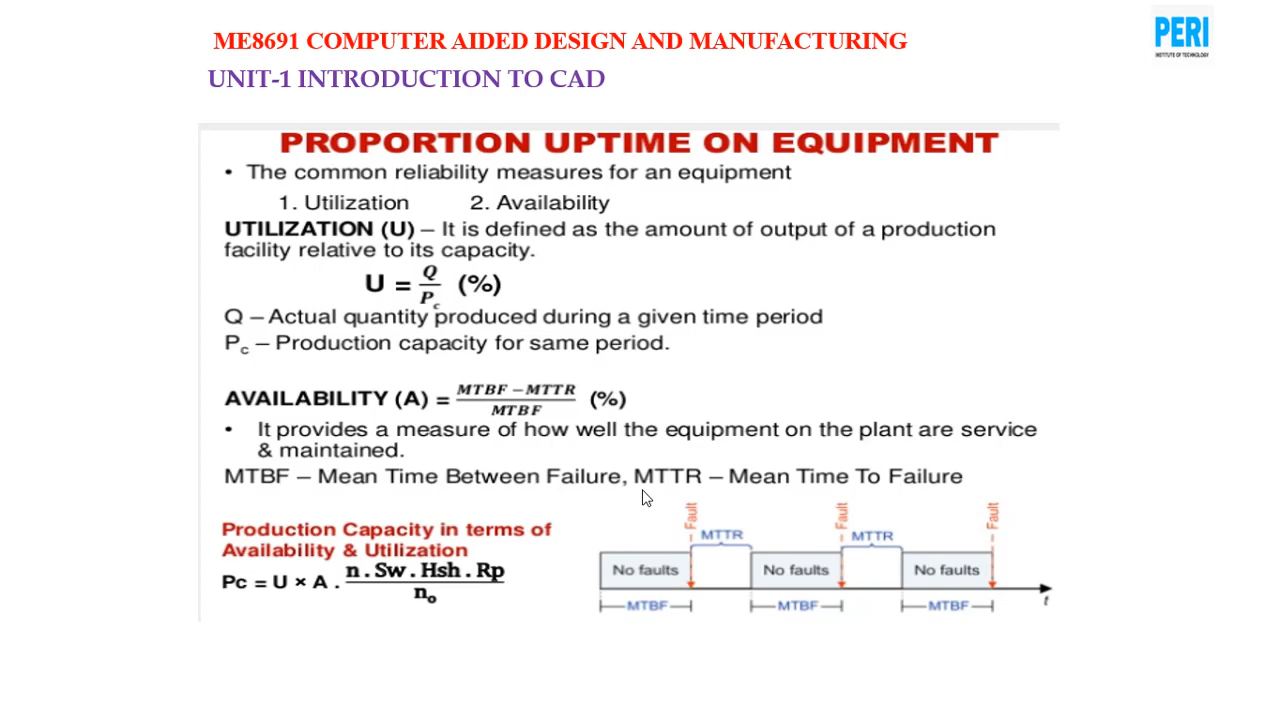 ME8691 COMPUTER AIDED DESIGN AND MANUFACTURING
UNIT-1 INTRODUCTION TO CAD
PERI
INSTITUTE OF TECHNOLOGY
PROPORTION UPTIME ON EQUIPMENT
• The common reliability measures for an equipment
1. Utilization 2. Availability
UTILIZATION (U) – It is defined as the amount of output of a production
facility relative to its capacity.
U = Q/Pc (%)
Q – Actual quantity produced during a given time period
Pc – Production capacity for same period.
AVAILABILITY (A) = MTBF – MTTR / MTBF (%)
• It provides a measure of how well the equipment on the plant are service
& maintained.
MTBF – Mean Time Between Failure, MTTR – Mean Time To Failure
Production Capacity in terms of
Availability & Utilization
Pc = U × A . n . Sw . Hsh . Rp / no
Fault Fault Fault
MTTR MTTR
No faults No faults No faults
MTBF MTBF MTBF
t